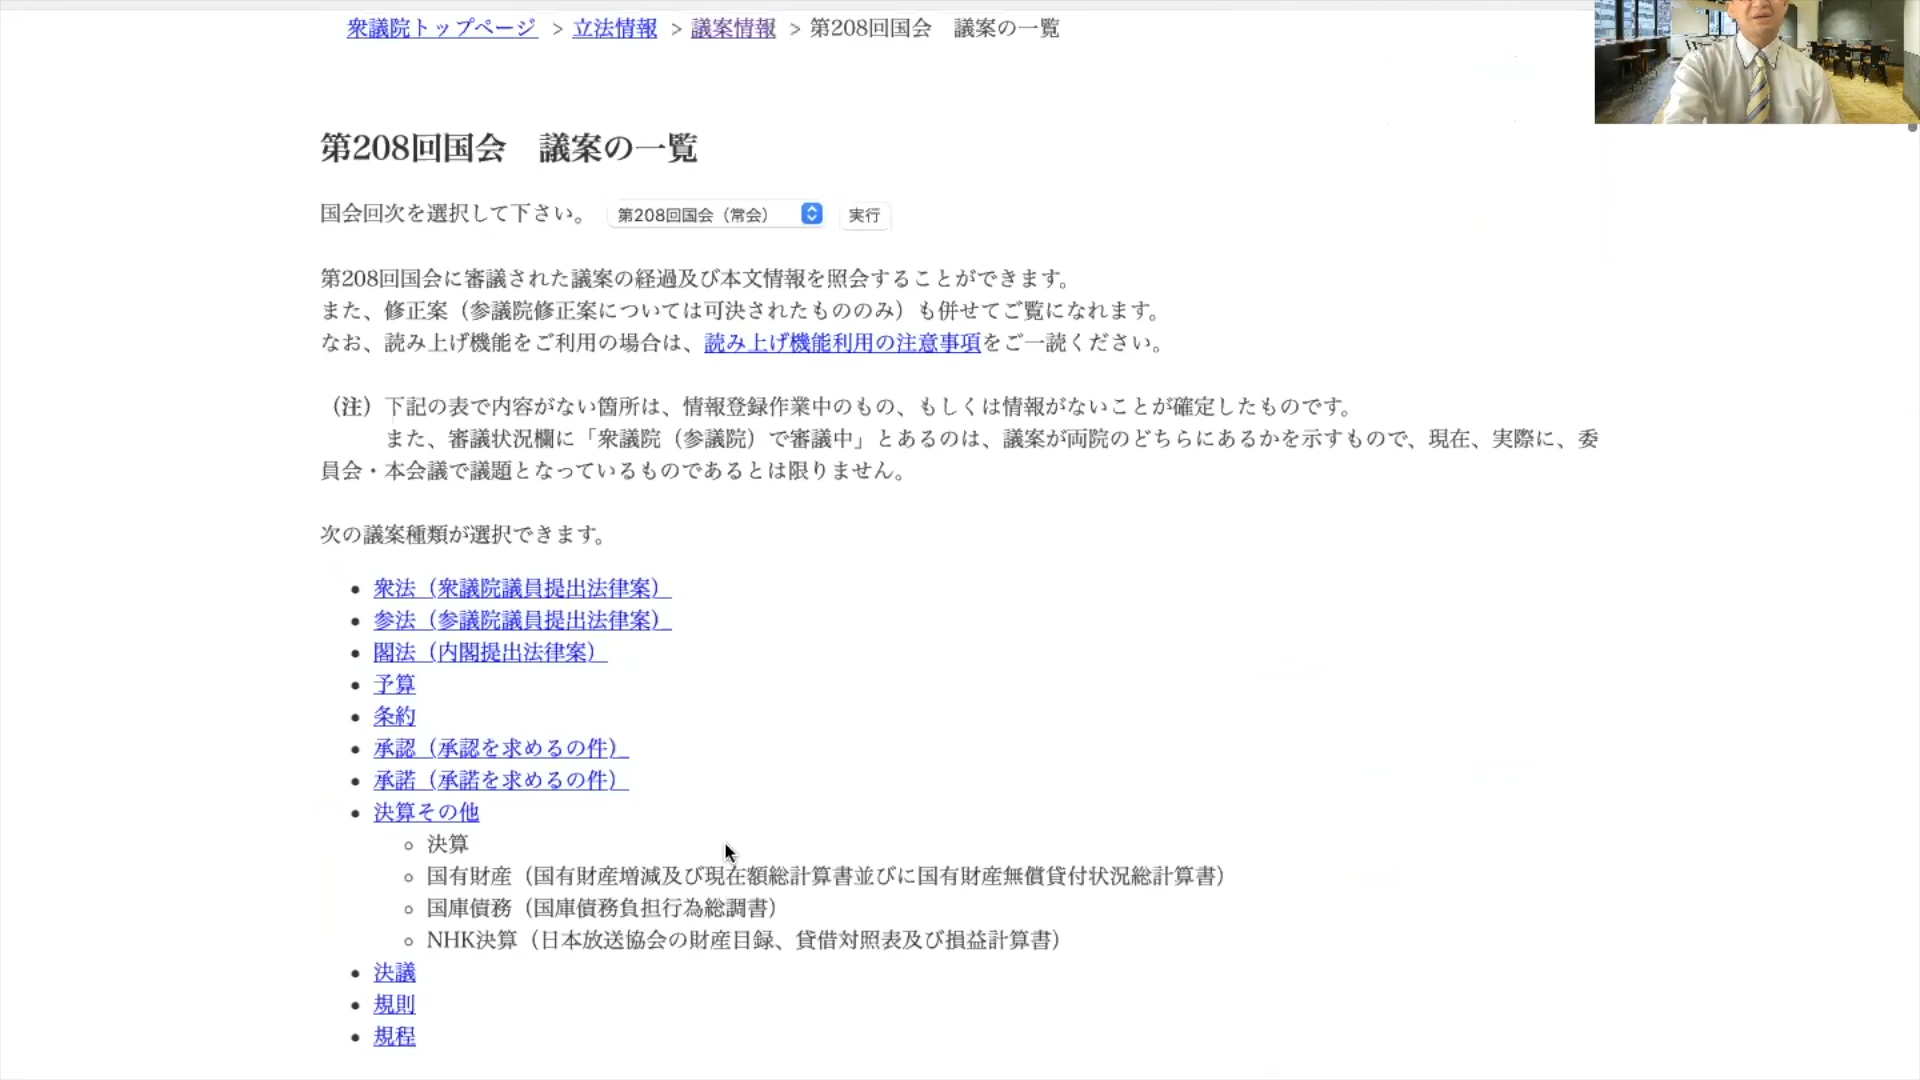 衆議院トップページ > 立法情報 > 議案情報 > 第208回国会　議案の一覧
第208回国会　議案の一覧
国会回次を選択して下さい。 第208回国会（常会） 実行
第208回国会に審議された議案の経過及び本文情報を照会することができます。
また、修正案（参議院修正案については可決されたもののみ）も併せてご覧になれます。
なお、読み上げ機能をご利用の場合は、読み上げ機能利用の注意事項をご一読ください。
（注）下記の表で内容がない箇所は、情報登録作業中のもの、もしくは情報がないことが確定したものです。
また、審議状況欄に「衆議院（参議院）で審議中」とあるのは、議案が両院のどちらにあるかを示すもので、現在、実際に、委
員会・本会議で議題となっているものであるとは限りません。
次の議案種類が選択できます。
衆法（衆議院議員提出法律案）
参法（参議院議員提出法律案）
閣法（内閣提出法律案）
予算
条約
承認（承認を求めるの件）
承諾（承諾を求めるの件）
決算その他
決算
国有財産（国有財産増減及び現在額総計算書並びに国有財産無償貸付状況総計算書）
国庫債務（国庫債務負担行為総調書）
NHK決算（日本放送協会の財産目録、貸借対照表及び損益計算書）
決議
規則
規程